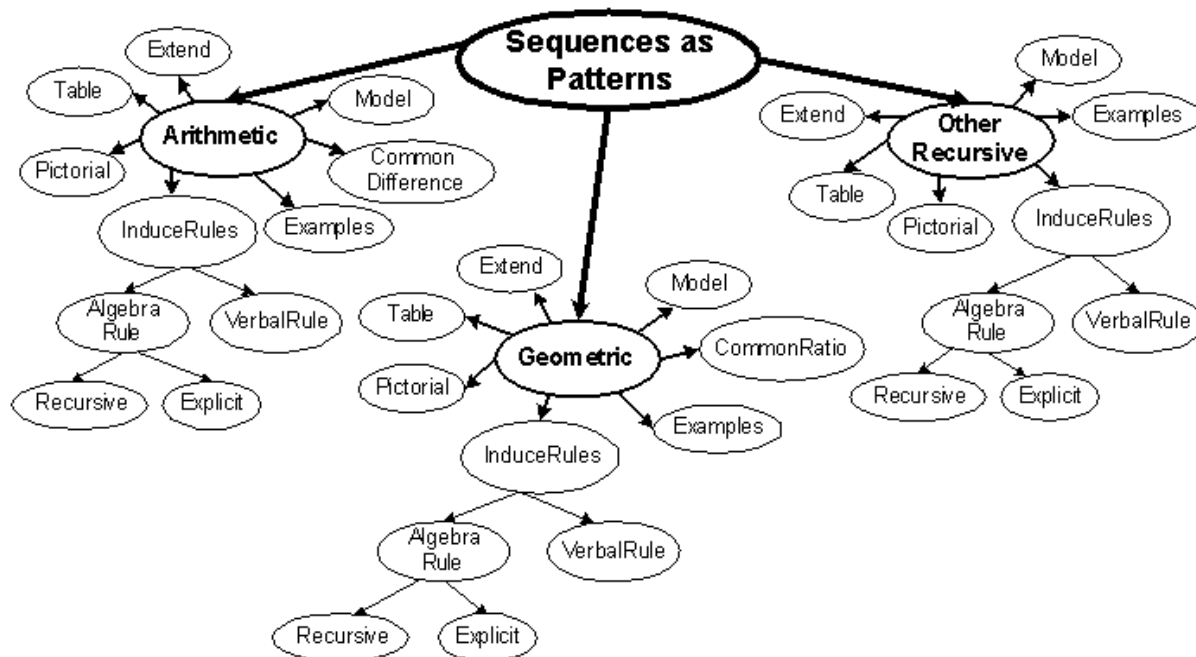 Sequences as
Patterns
Extend
Table
Model
Arithmetic
Pictorial
Common
Difference
InduceRules
Examples
Algebra
Rule
VerbalRule
Recursive
Explicit
Extend
Model
Table
Geometric
CommonRatio
Pictorial
Examples
InduceRules
Algebra
Rule
VerbalRule
Recursive
Explicit
Model
Extend
Examples
Other
Recursive
Table
Pictorial
InduceRules
Algebra
Rule
VerbalRule
Recursive
Explicit